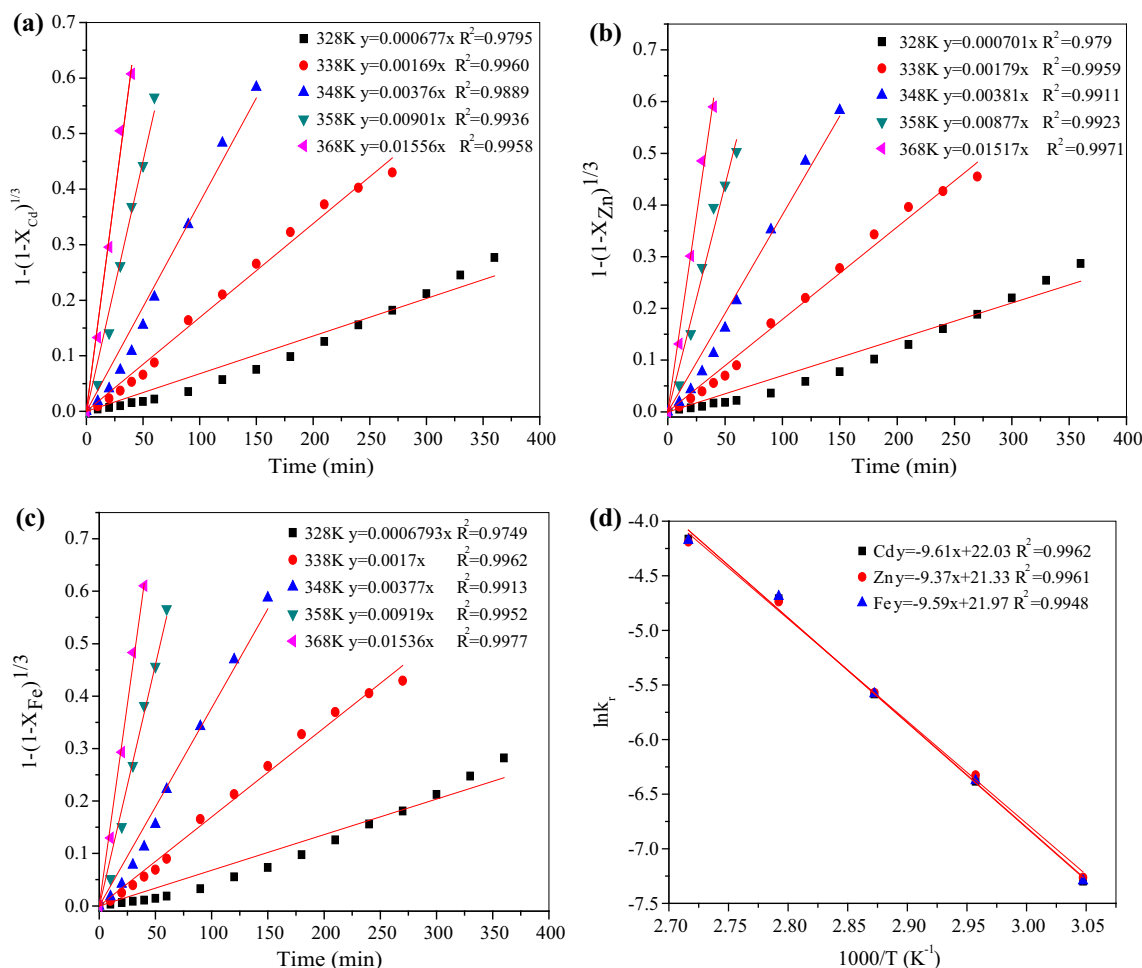 (a)
328K y=0.000677x R²=0.9795
338K y=0.00169x R²=0.9960
348K y=0.00376x R²=0.9889
358K y=0.00901x R²=0.9936
368K y=0.01556x R²=0.9958
1-(1-X_Cd)^1/3
0.7
0.6
0.5
0.4
0.3
0.2
0.1
0.0
0 50 100 150 200 250 300 350 400
Time (min)
(b)
328K y=0.000701x R²=0.979
338K y=0.00179x R²=0.9959
348K y=0.00381x R²=0.9911
358K y=0.00877x R²=0.9923
368K y=0.01517x R²=0.9971
1-(1-X_Zn)^1/3
0.7
0.6
0.5
0.4
0.3
0.2
0.1
0.0
0 50 100 150 200 250 300 350 400
Time (min)
(c)
328K y=0.0006793x R²=0.9749
338K y=0.0017x R²=0.9962
348K y=0.00377x R²=0.9913
358K y=0.00919x R²=0.9952
368K y=0.01536x R²=0.9977
1-(1-X_Fe)^1/3
0.7
0.6
0.5
0.4
0.3
0.2
0.1
0.0
0 50 100 150 200 250 300 350 400
Time (min)
(d)
Cd y=-9.61x+22.03 R²=0.9962
Zn y=-9.37x+21.33 R²=0.9961
Fe y=-9.59x+21.97 R²=0.9948
lnk_r
-4.0
-4.5
-5.0
-5.5
-6.0
-6.5
-7.0
-7.5
2.70 2.75 2.80 2.85 2.90 2.95 3.00 3.05
1000/T (K⁻¹)